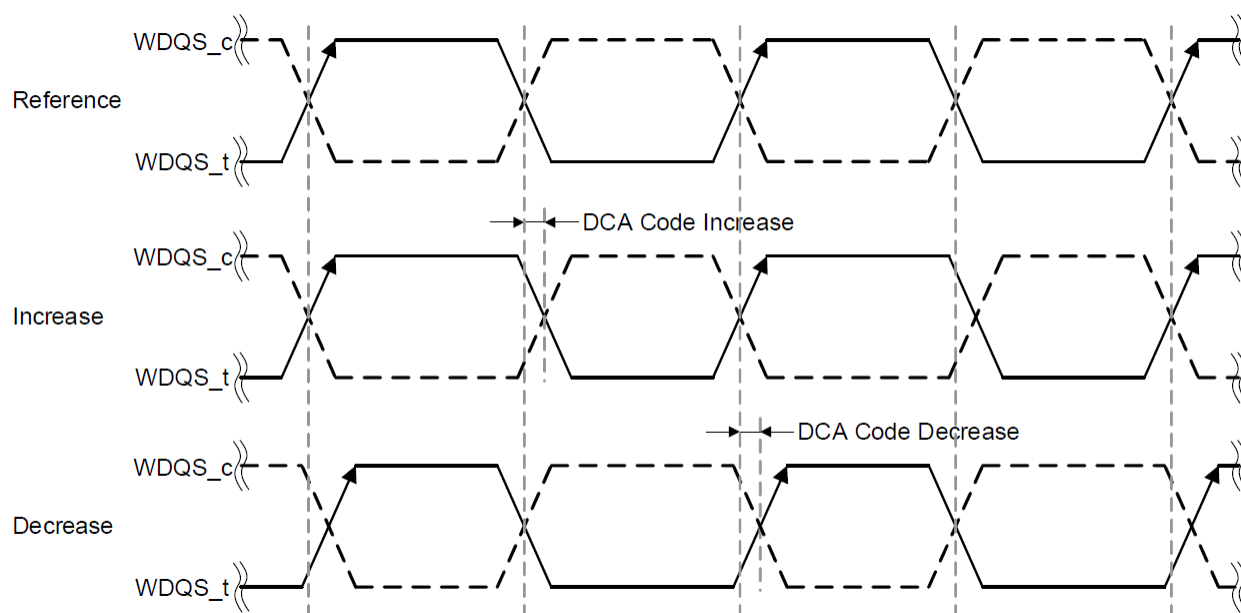 WDQS_c
Reference
WDQS_t
DCA Code Increase
WDQS_c
Increase
WDQS_t
DCA Code Decrease
WDQS_c
Decrease
WDQS_t